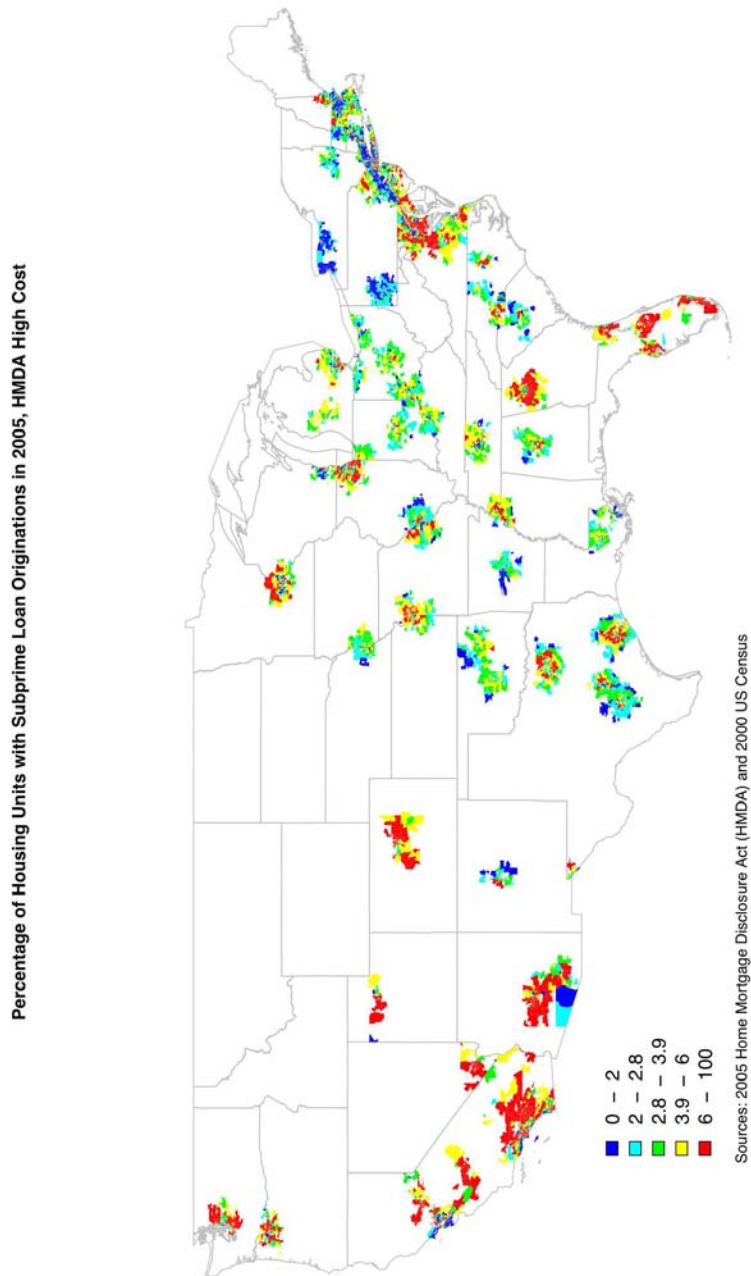 Percentage of Housing Units with Subprime Loan Originations in 2005, HMDA High Cost
0 − 2
2 − 2.8
2.8 − 3.9
3.9 − 6
6 − 100
Sources: 2005 Home Mortgage Disclosure Act (HMDA) and 2000 US Census